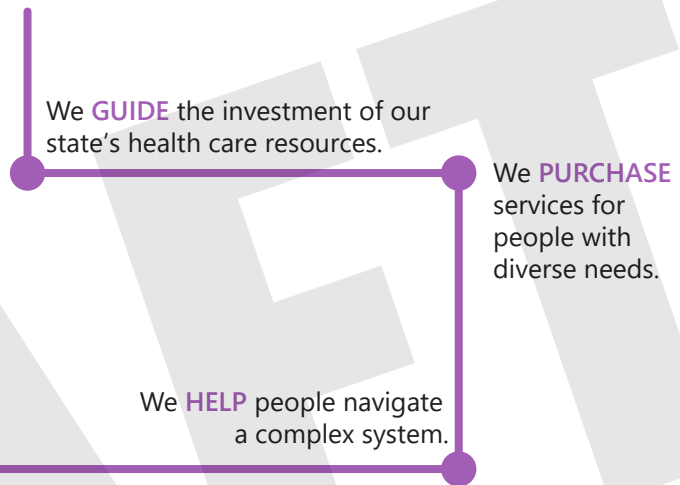 We GUIDE the investment of our
state's health care resources.
We PURCHASE
services for
people with
diverse needs.
We HELP people navigate
a complex system.